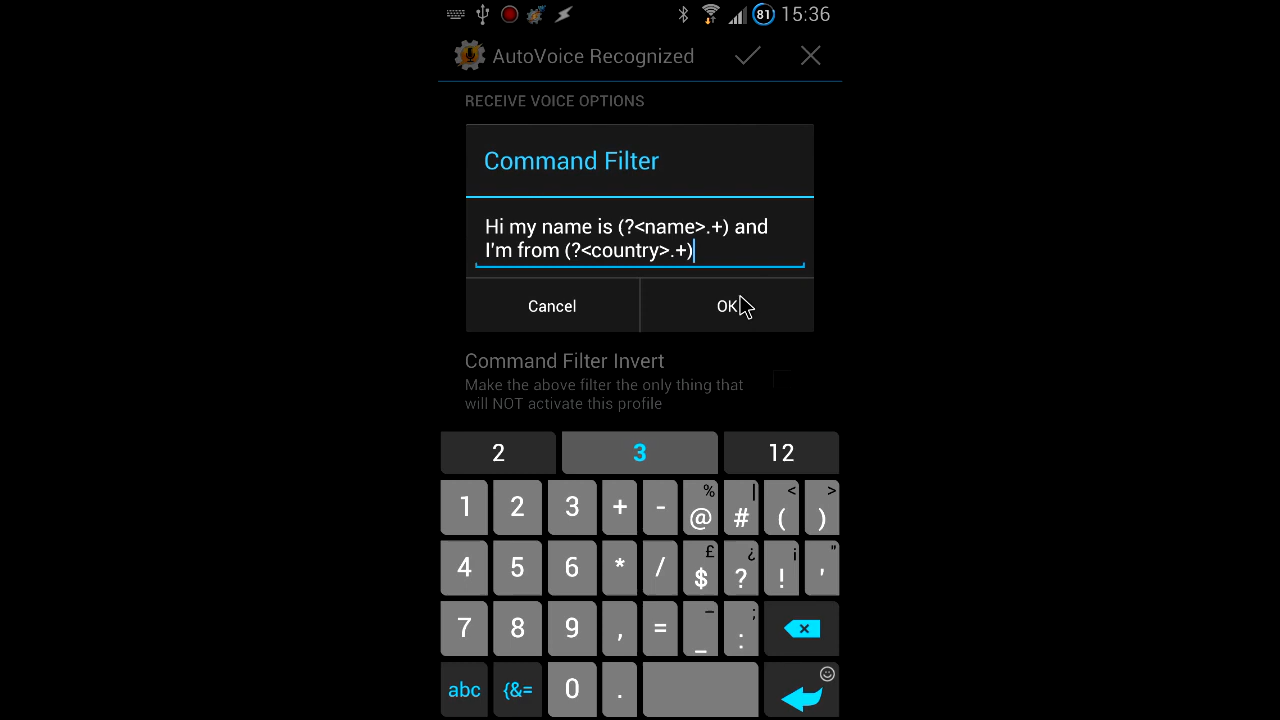 81 15:36
AutoVoice Recognized
RECEIVE VOICE OPTIONS
Command Filter
Hi my name is (?<name>.+) and
I'm from (?<country>.+)
Cancel OK
Command Filter Invert
Make the above filter the only thing that
will NOT activate this profile
2 3 12
% | < >
1 2 3 + - @ # ( )
£ ¿ ¡ "
4 5 6 * / $ ? ! '
– ;
7 8 9 , = _ :
abc {&= 0 .